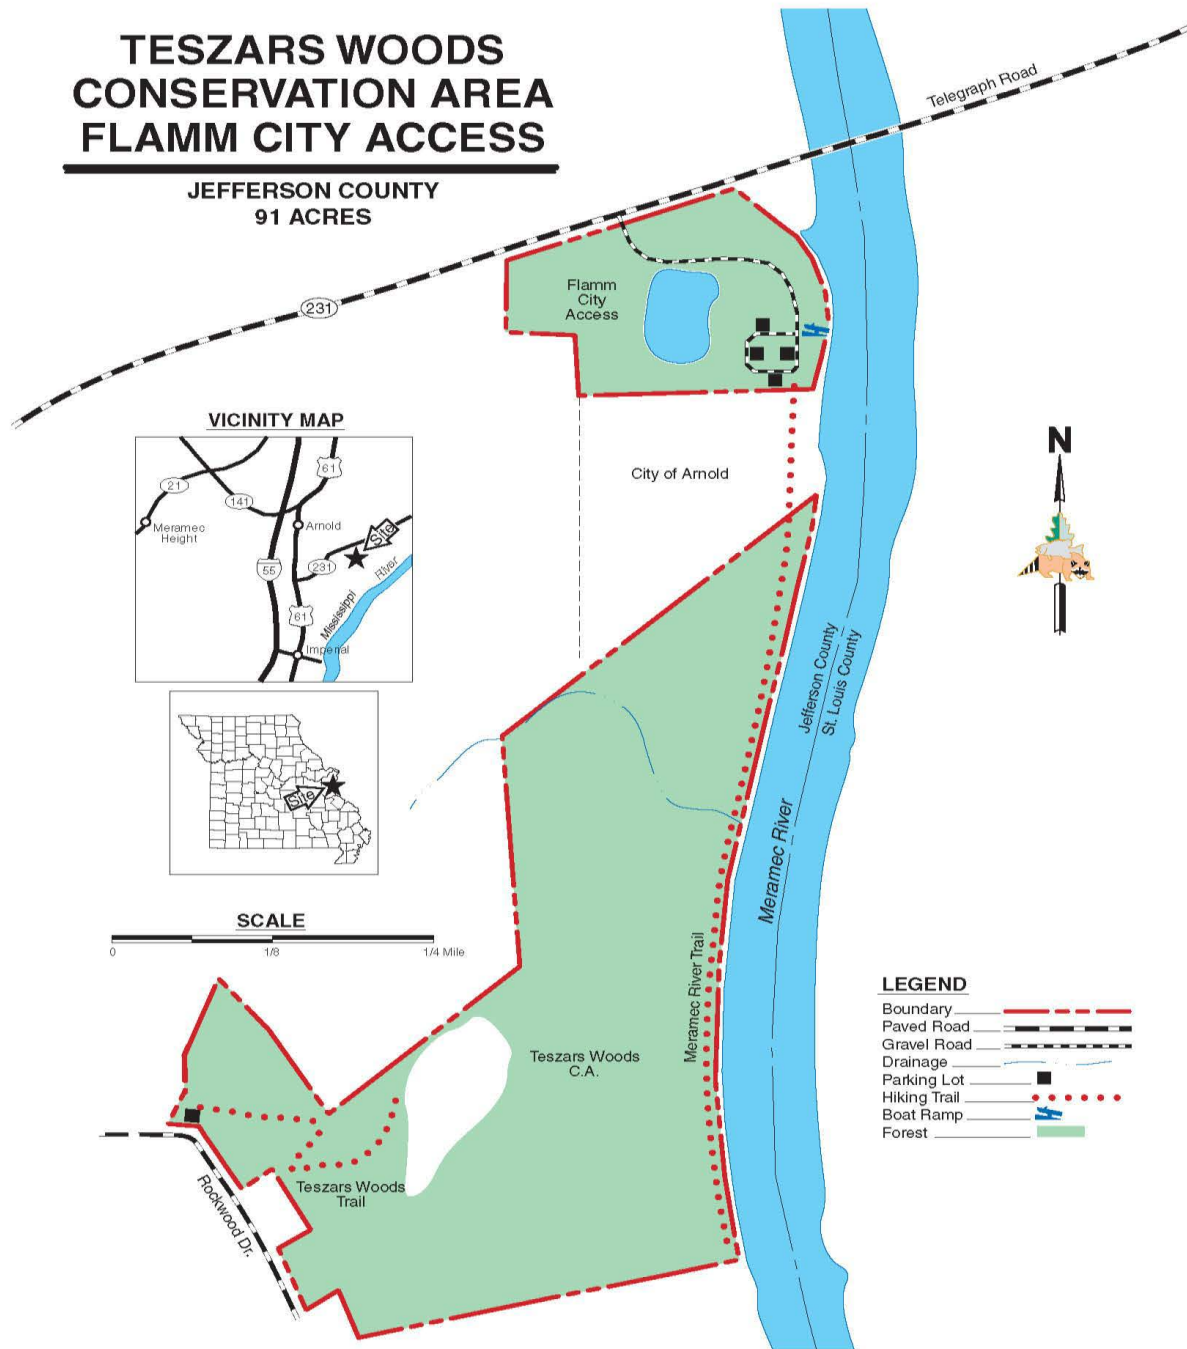 TESZARS WOODS
CONSERVATION AREA
FLAMM CITY ACCESS
JEFFERSON COUNTY
91 ACRES
Telegraph Road
231
Flamm
City
Access
City of Arnold
VICINITY MAP
61
21
141
Meramec
Height
Arnold
Site
55
231
River
Mississippi
61
Imperial
N
Jefferson County
St. Louis County
Site
Meramec River
SCALE
0
1/8
1/4 Mile
Meramec River Trail
Teszars Woods
C.A.
Teszars Woods
Trail
Rockwood Dr.
LEGEND
Boundary
Paved Road
Gravel Road
Drainage
Parking Lot
Hiking Trail
Boat Ramp
Forest